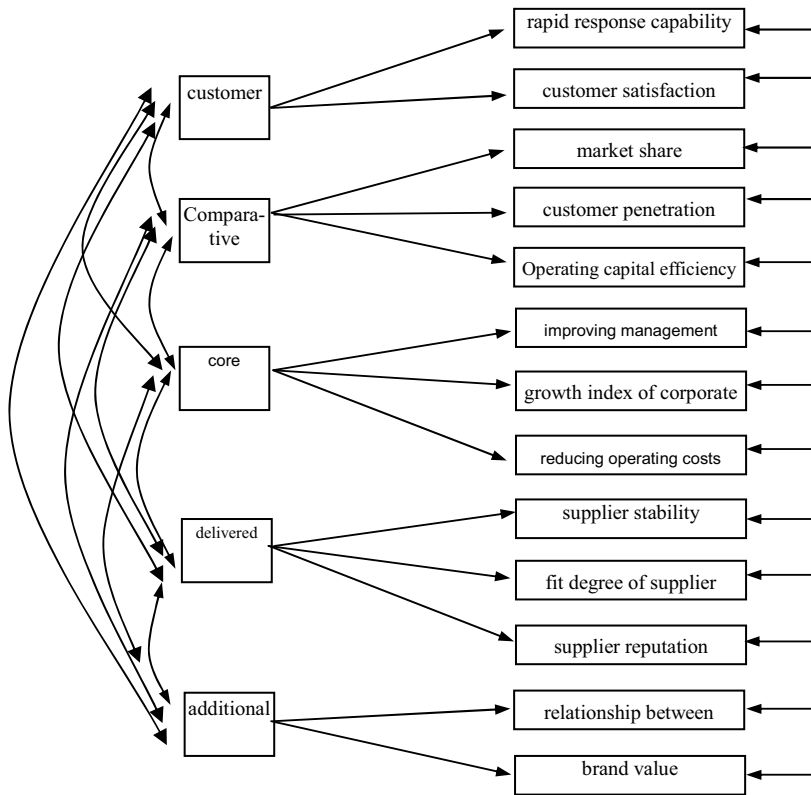 rapid response capability
customer
customer satisfaction
market share
Compara-
tive
customer penetration
Operating capital efficiency
improving management
core
growth index of corporate
reducing operating costs
supplier stability
delivered
fit degree of supplier
supplier reputation
additional
relationship between
brand value